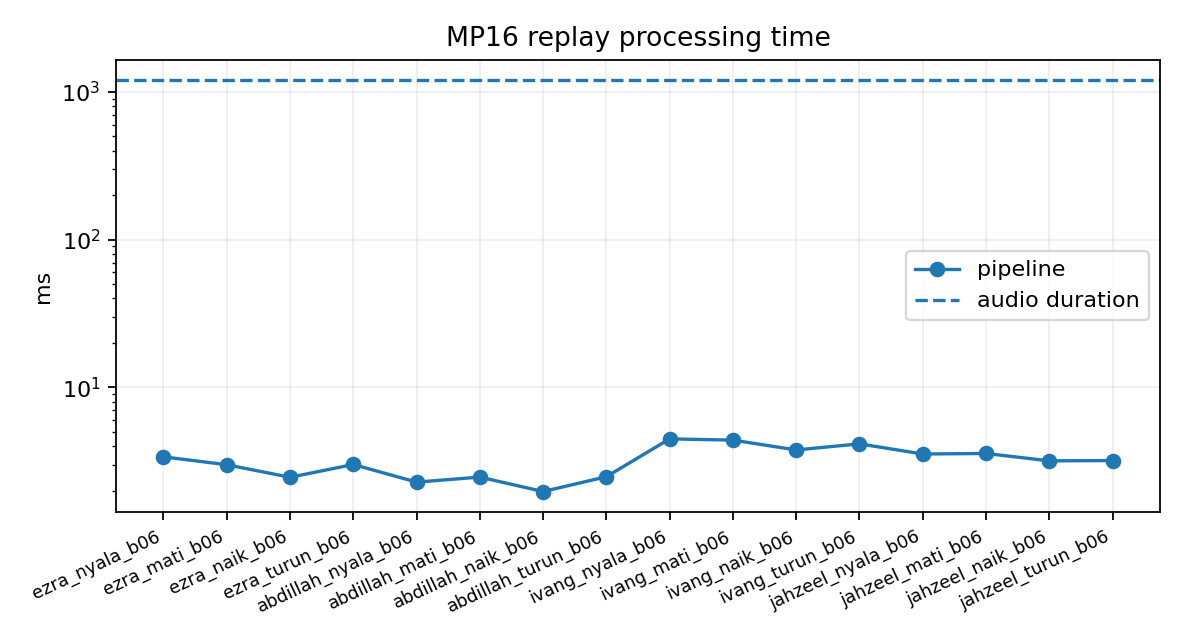 MP16 replay processing time
ms
10³
10²
10¹
pipeline
audio duration
ezra_nyala_b06
ezra_mati_b06
ezra_naik_b06
ezra_turun_b06
abdillah_nyala_b06
abdillah_mati_b06
abdillah_naik_b06
abdillah_turun_b06
ivang_nyala_b06
ivang_mati_b06
ivang_naik_b06
ivang_turun_b06
jahzeel_nyala_b06
jahzeel_mati_b06
jahzeel_naik_b06
jahzeel_turun_b06